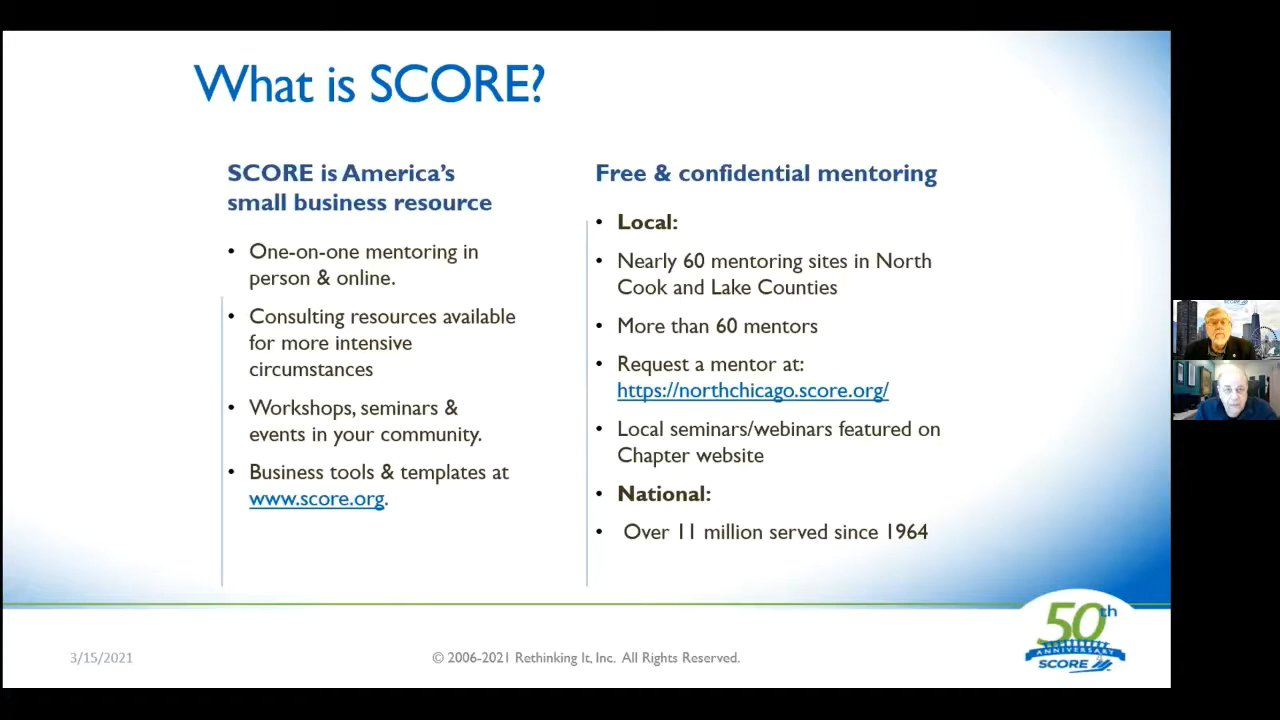 What is SCORE?
SCORE is America's
small business resource
• One-on-one mentoring in
person & online.
• Consulting resources available
for more intensive
circumstances
• Workshops, seminars &
events in your community.
• Business tools & templates at
www.score.org.
Free & confidential mentoring
• Local:
• Nearly 60 mentoring sites in North
Cook and Lake Counties
• More than 60 mentors
• Request a mentor at:
https://northchicago.score.org/
• Local seminars/webinars featured on
Chapter website
• National:
• Over 11 million served since 1964
3/15/2021
© 2006-2021 Rethinking It, Inc. All Rights Reserved.
50th
ANNIVERSARY
SCORE
SCORE